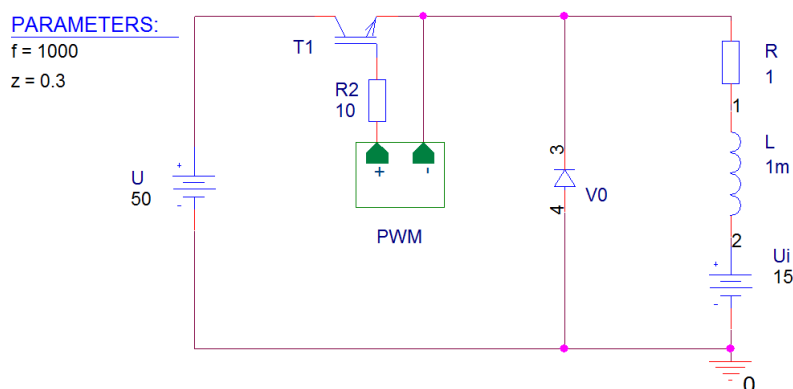 PARAMETERS:
f = 1000
z = 0.3
T1
R2
10
+
-
PWM
U
50
+
-
3
4
V0
R
1
1
L
1m
2
Ui
15
+
-
0